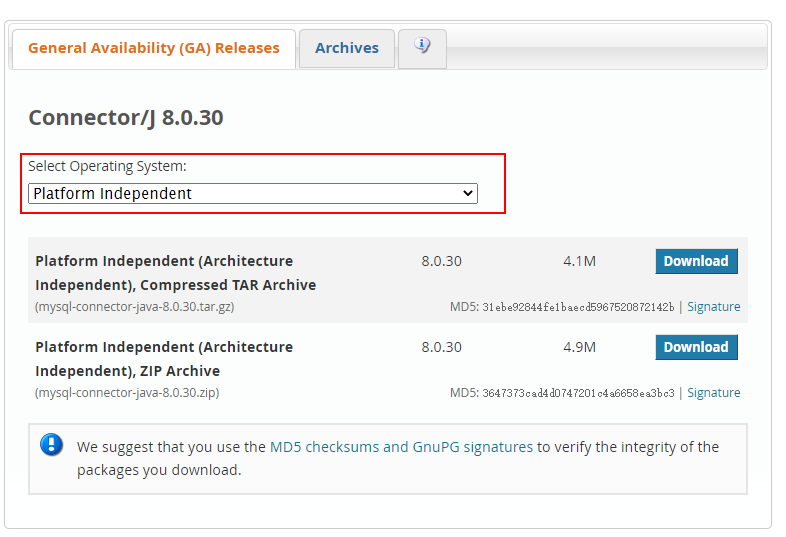 General Availability (GA) Releases
Archives
Connector/J 8.0.30
Select Operating System:
Platform Independent
Platform Independent (Architecture 8.0.30 4.1M Download
Independent), Compressed TAR Archive
(mysql-connector-java-8.0.30.tar.gz) MD5: 31ebe92844fe1baecd5967520872142b | Signature
Platform Independent (Architecture 8.0.30 4.9M Download
Independent), ZIP Archive
(mysql-connector-java-8.0.30.zip) MD5: 3647373cad4d0747201c4a6658ea3bc3 | Signature
We suggest that you use the MD5 checksums and GnuPG signatures to verify the integrity of the
packages you download.